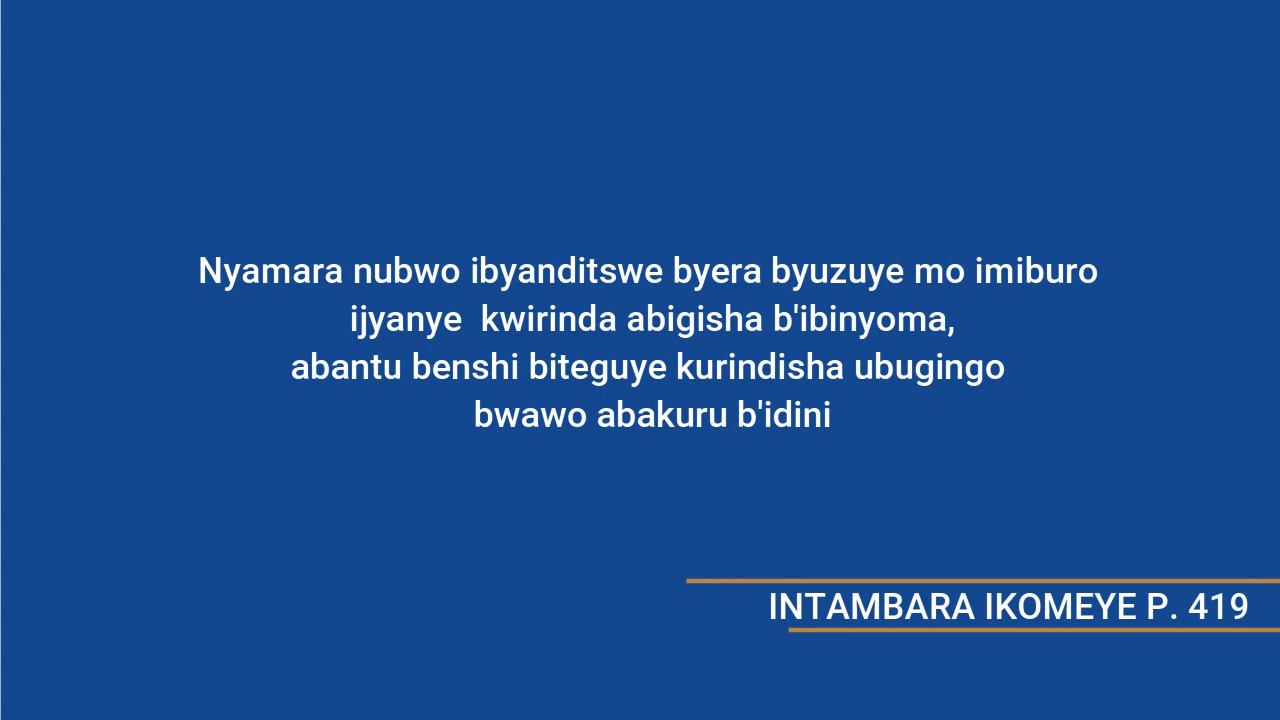 Nyamara nubwo ibyanditswe byera byuzuye mo imiburo
ijyanye  kwirinda abigisha b'ibinyoma,
abantu benshi biteguye kurindisha ubugingo
bwawo abakuru b'idini
INTAMBARA IKOMEYE P. 419